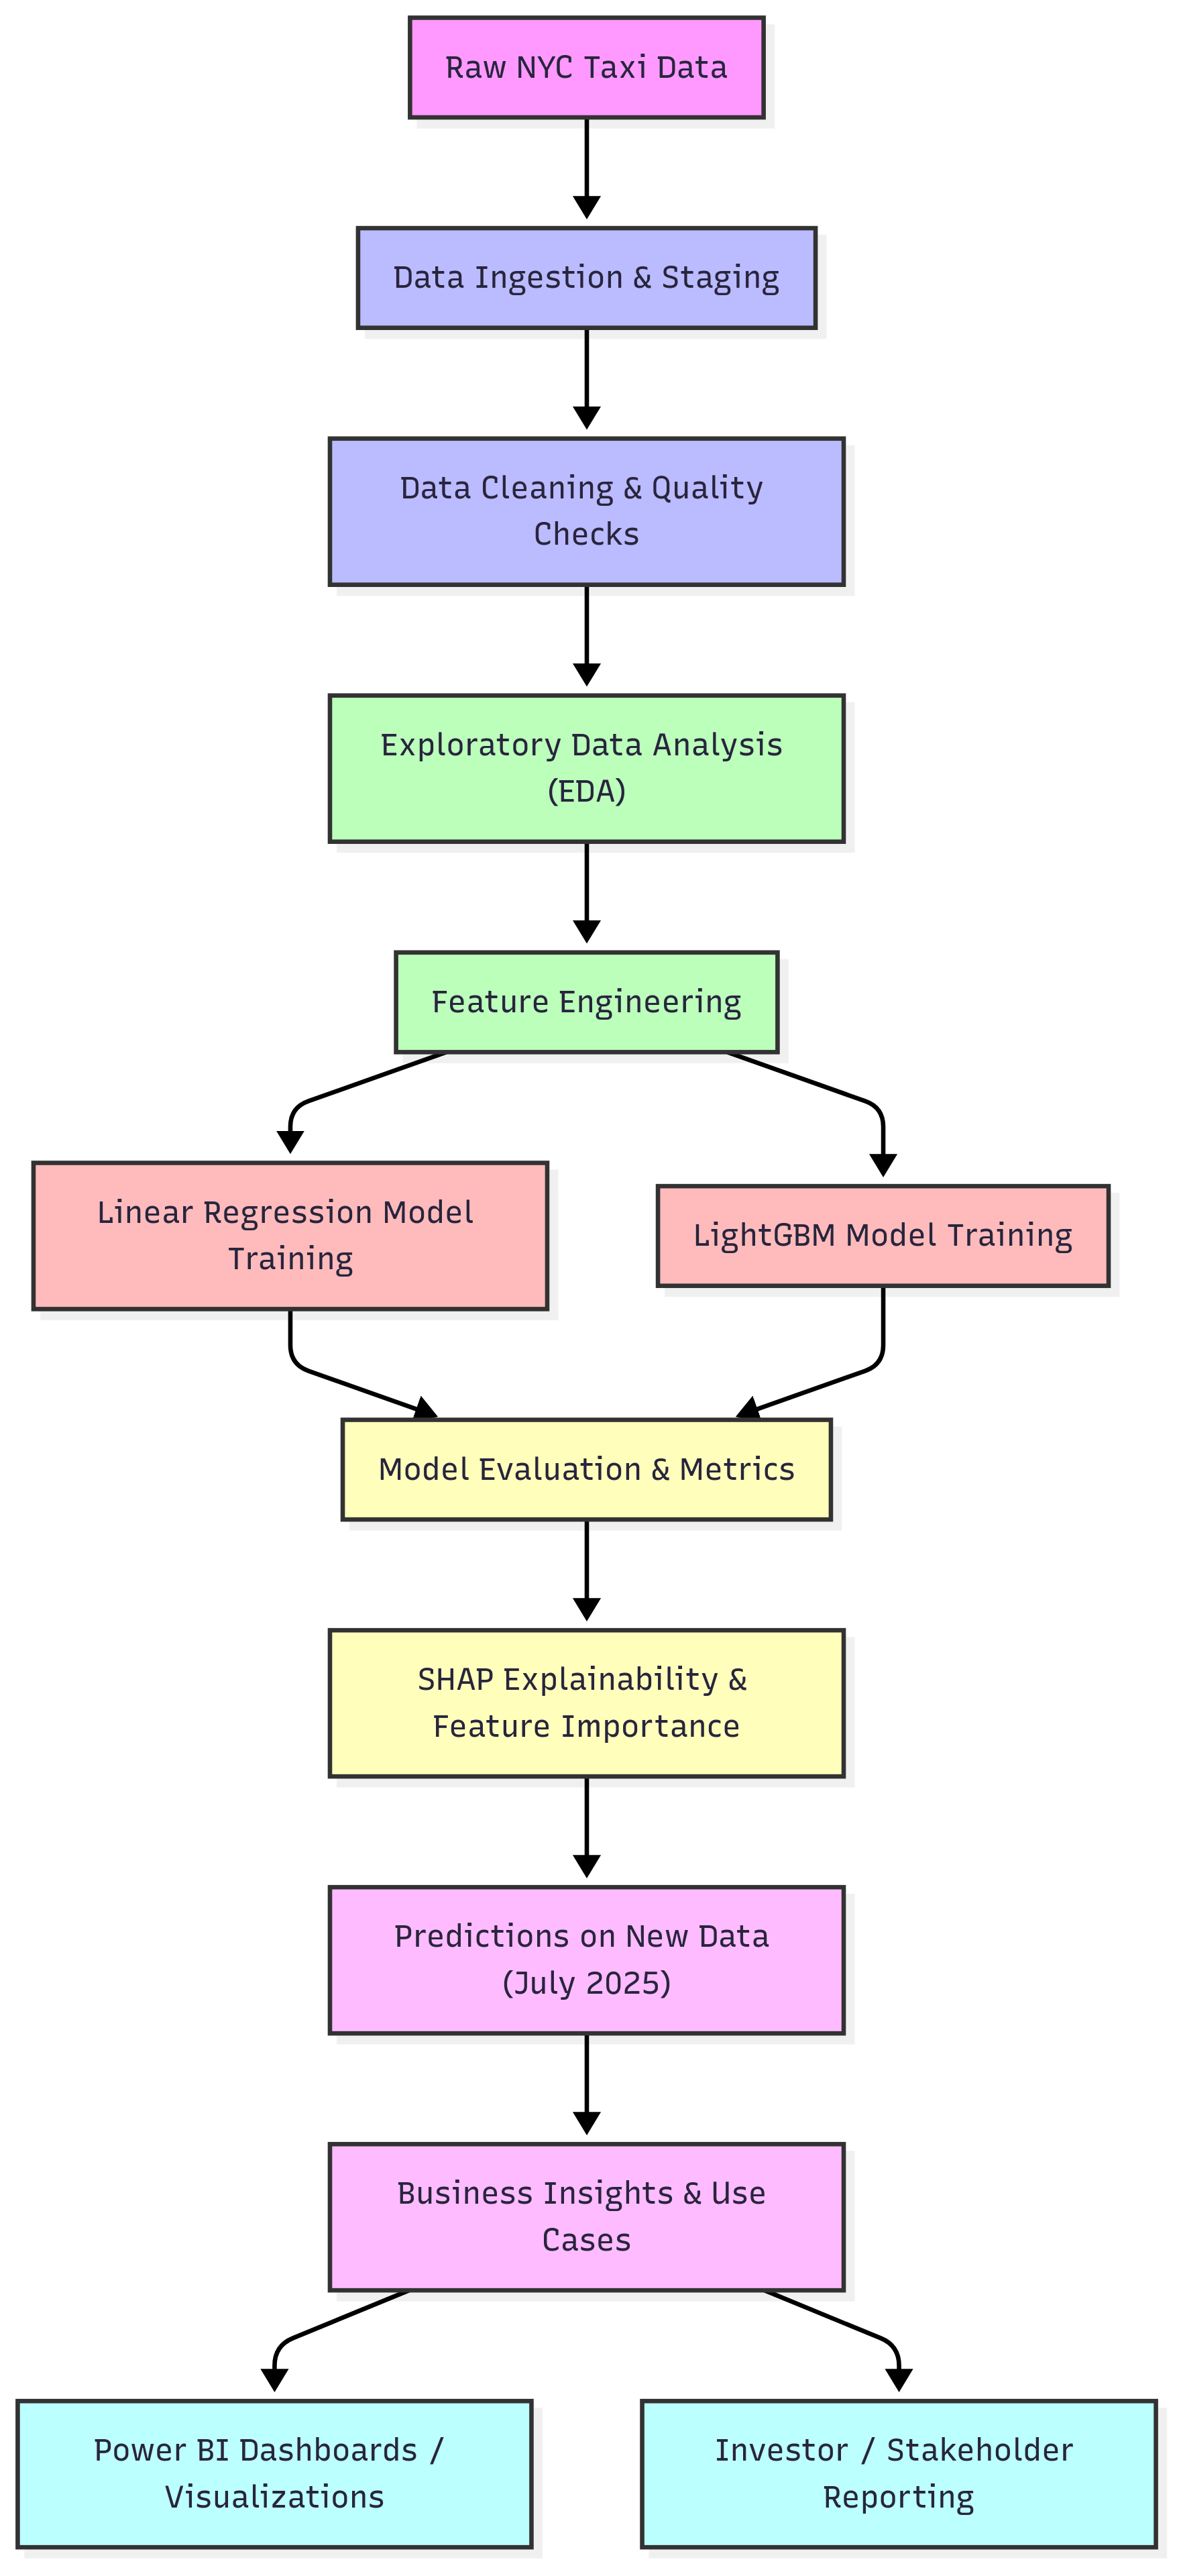 Raw NYC Taxi Data
Data Ingestion & Staging
Data Cleaning & Quality
Checks
Exploratory Data Analysis
(EDA)
Feature Engineering
Linear Regression Model
Training
LightGBM Model Training
Model Evaluation & Metrics
SHAP Explainability &
Feature Importance
Predictions on New Data
(July 2025)
Business Insights & Use
Cases
Power BI Dashboards /
Visualizations
Investor / Stakeholder
Reporting